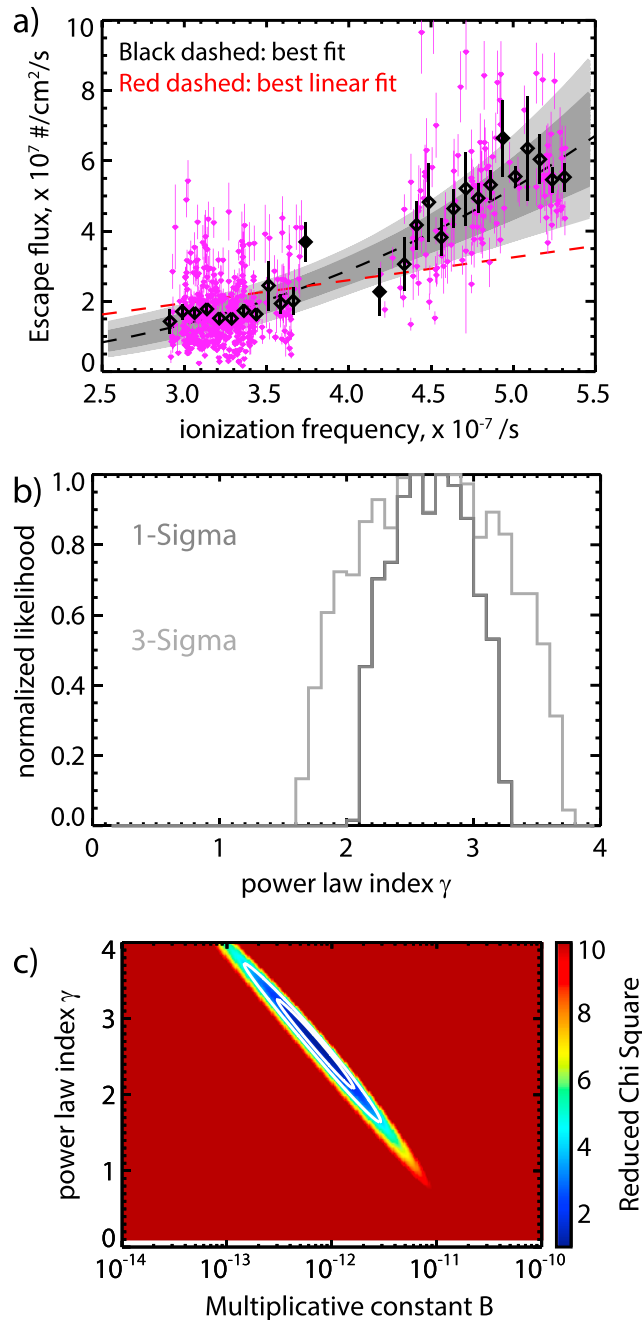 a)
Black dashed: best fit
Red dashed: best linear fit
Escape flux, x 10⁷ #/cm²/s
10
8
6
4
2
0
2.5 3.0 3.5 4.0 4.5 5.0 5.5
ionization frequency, x 10⁻⁷ /s
b)
1-Sigma
3-Sigma
normalized likelihood
1.0
0.8
0.6
0.4
0.2
0.0
0 1 2 3 4
power law index γ
c)
power law index γ
4
3
2
1
0
10⁻¹⁴ 10⁻¹³ 10⁻¹² 10⁻¹¹ 10⁻¹⁰
Multiplicative constant B
10
8
6
4
2
Reduced Chi Square